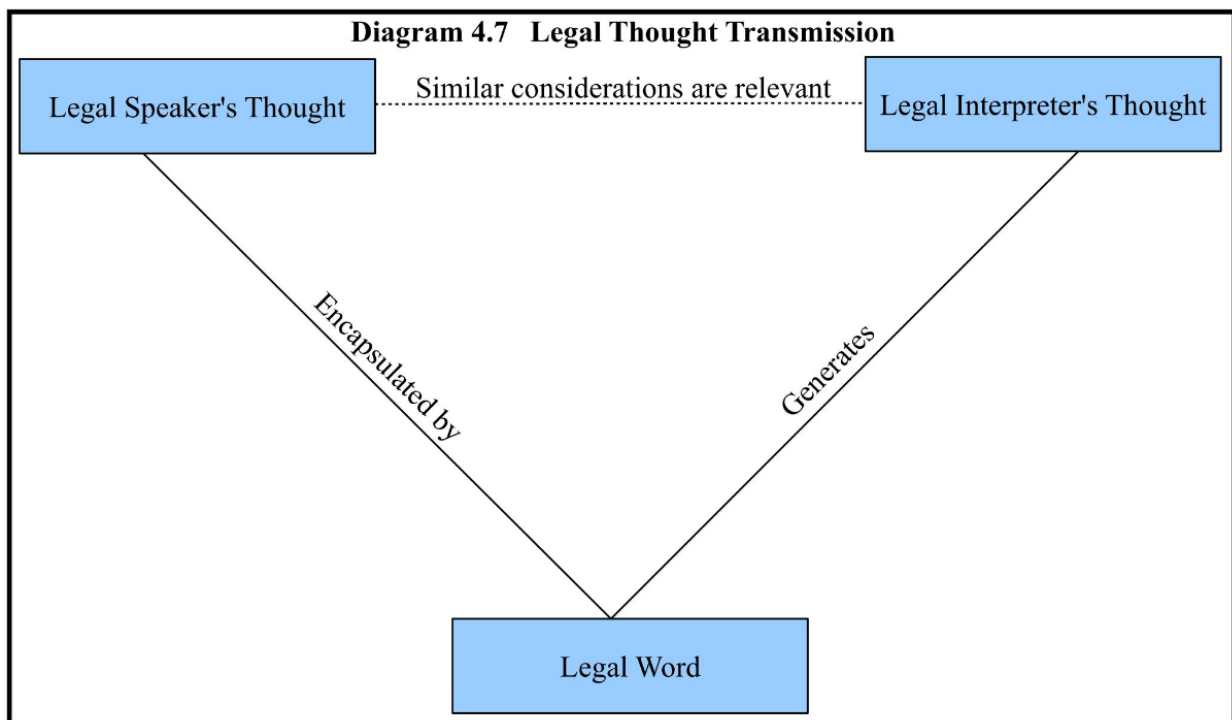 Diagram 4.7 Legal Thought Transmission
Legal Speaker's Thought
Similar considerations are relevant
Legal Interpreter's Thought
Encapsulated by
Generates
Legal Word